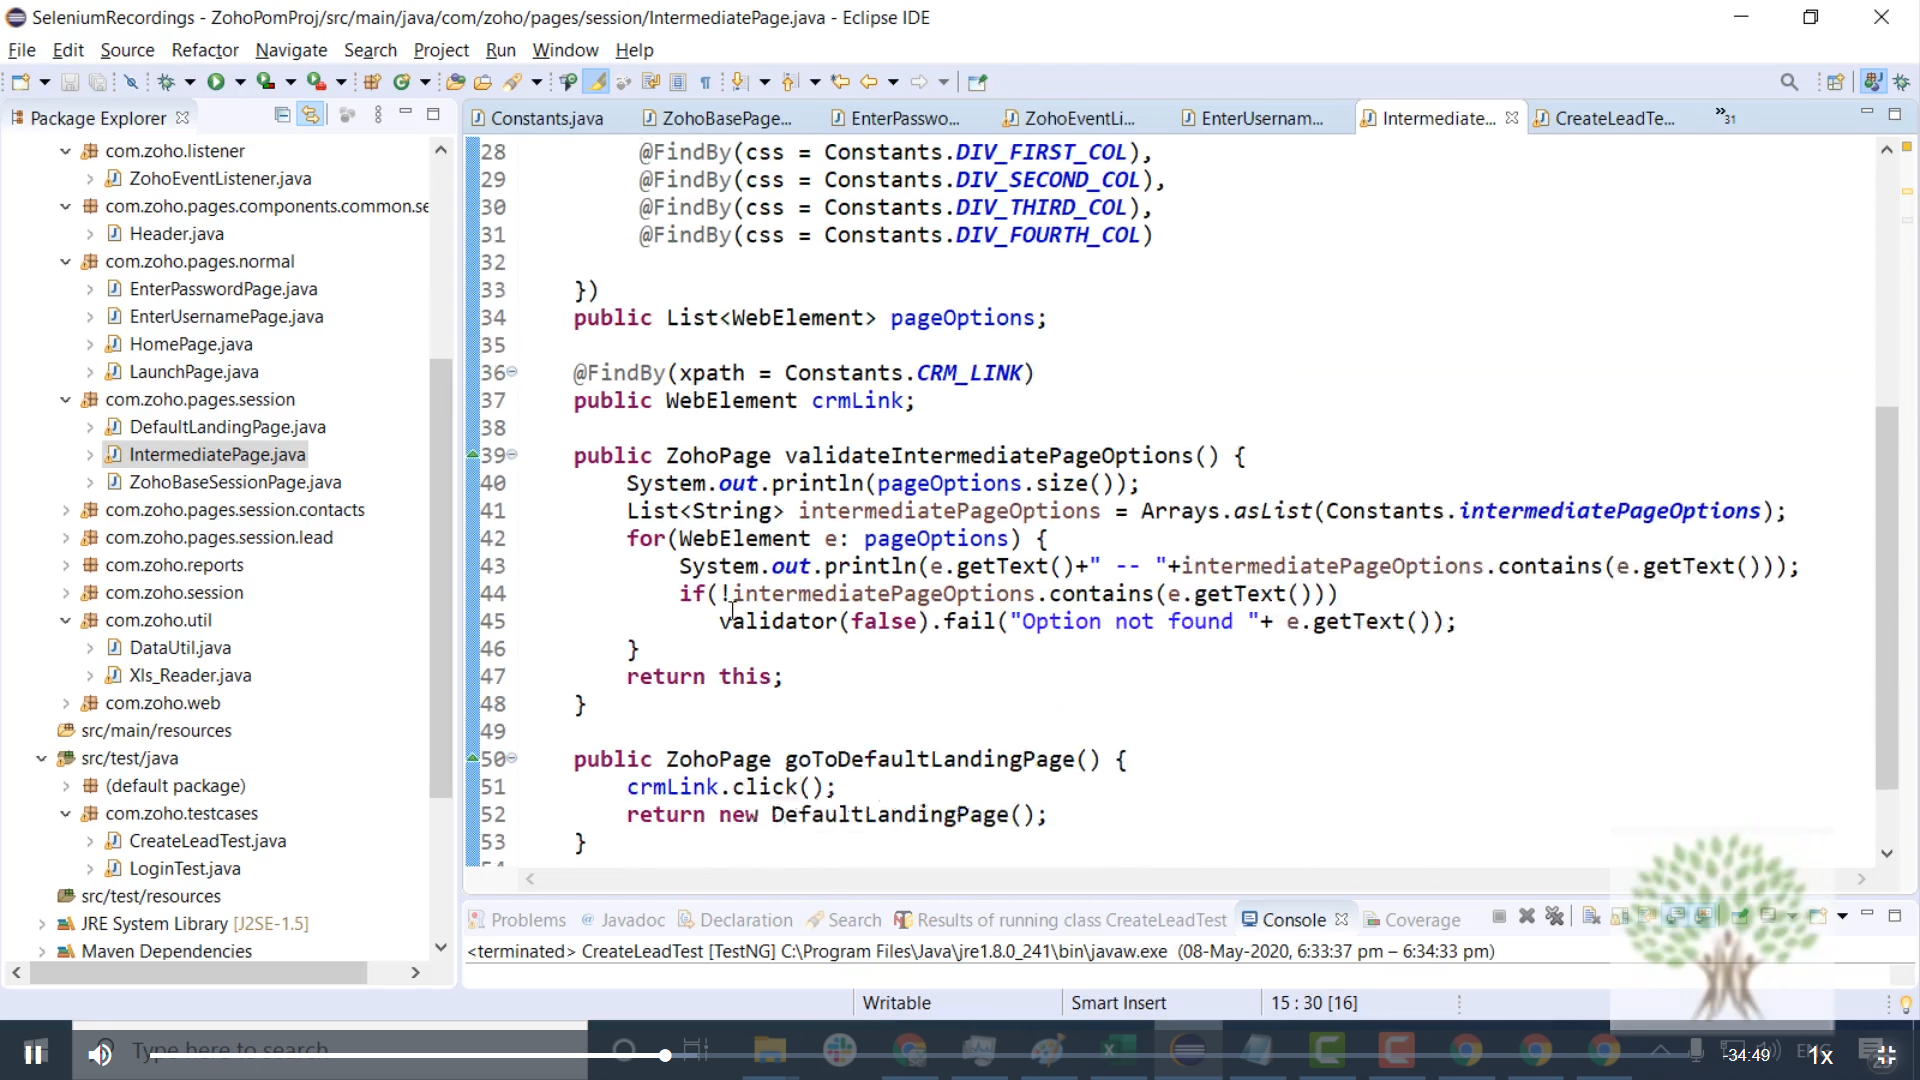 SeleniumRecordings - ZohoPomProj/src/main/java/com/zoho/pages/session/IntermediatePage.java - Eclipse IDE
File Edit Source Refactor Navigate Search Project Run Window Help
Package Explorer
Constants.java ZohoBasePage... EnterPasswo... ZohoEventLi... EnterUsernam... Intermediate... CreateLeadTe... »31
com.zoho.listener
ZohoEventListener.java
com.zoho.pages.components.common.se
Header.java
com.zoho.pages.normal
EnterPasswordPage.java
EnterUsernamePage.java
HomePage.java
LaunchPage.java
com.zoho.pages.session
DefaultLandingPage.java
IntermediatePage.java
ZohoBaseSessionPage.java
com.zoho.pages.session.contacts
com.zoho.pages.session.lead
com.zoho.reports
com.zoho.session
com.zoho.util
DataUtil.java
Xls_Reader.java
com.zoho.web
src/main/resources
src/test/java
(default package)
com.zoho.testcases
CreateLeadTest.java
LoginTest.java
src/test/resources
JRE System Library [J2SE-1.5]
Maven Dependencies
28 @FindBy(css = Constants.DIV_FIRST_COL),
29 @FindBy(css = Constants.DIV_SECOND_COL),
30 @FindBy(css = Constants.DIV_THIRD_COL),
31 @FindBy(css = Constants.DIV_FOURTH_COL)
32
33 })
34 public List<WebElement> pageOptions;
35
36 @FindBy(xpath = Constants.CRM_LINK)
37 public WebElement crmLink;
38
39 public ZohoPage validateIntermediatePageOptions() {
40 System.out.println(pageOptions.size());
41 List<String> intermediatePageOptions = Arrays.asList(Constants.intermediatePageOptions);
42 for(WebElement e: pageOptions) {
43 System.out.println(e.getText()+" -- "+intermediatePageOptions.contains(e.getText()));
44 if(!intermediatePageOptions.contains(e.getText()))
45 validator(false).fail("Option not found "+ e.getText());
46 }
47 return this;
48 }
49
50 public ZohoPage goToDefaultLandingPage() {
51 crmLink.click();
52 return new DefaultLandingPage();
53 }
Problems Javadoc Declaration Search Results of running class CreateLeadTest Console Coverage
<terminated> CreateLeadTest [TestNG] C:\Program Files\Java\jre1.8.0_241\bin\javaw.exe (08-May-2020, 6:33:37 pm – 6:34:33 pm)
Writable Smart Insert 15 : 30 [16]
Type here to search
-34:49 1x